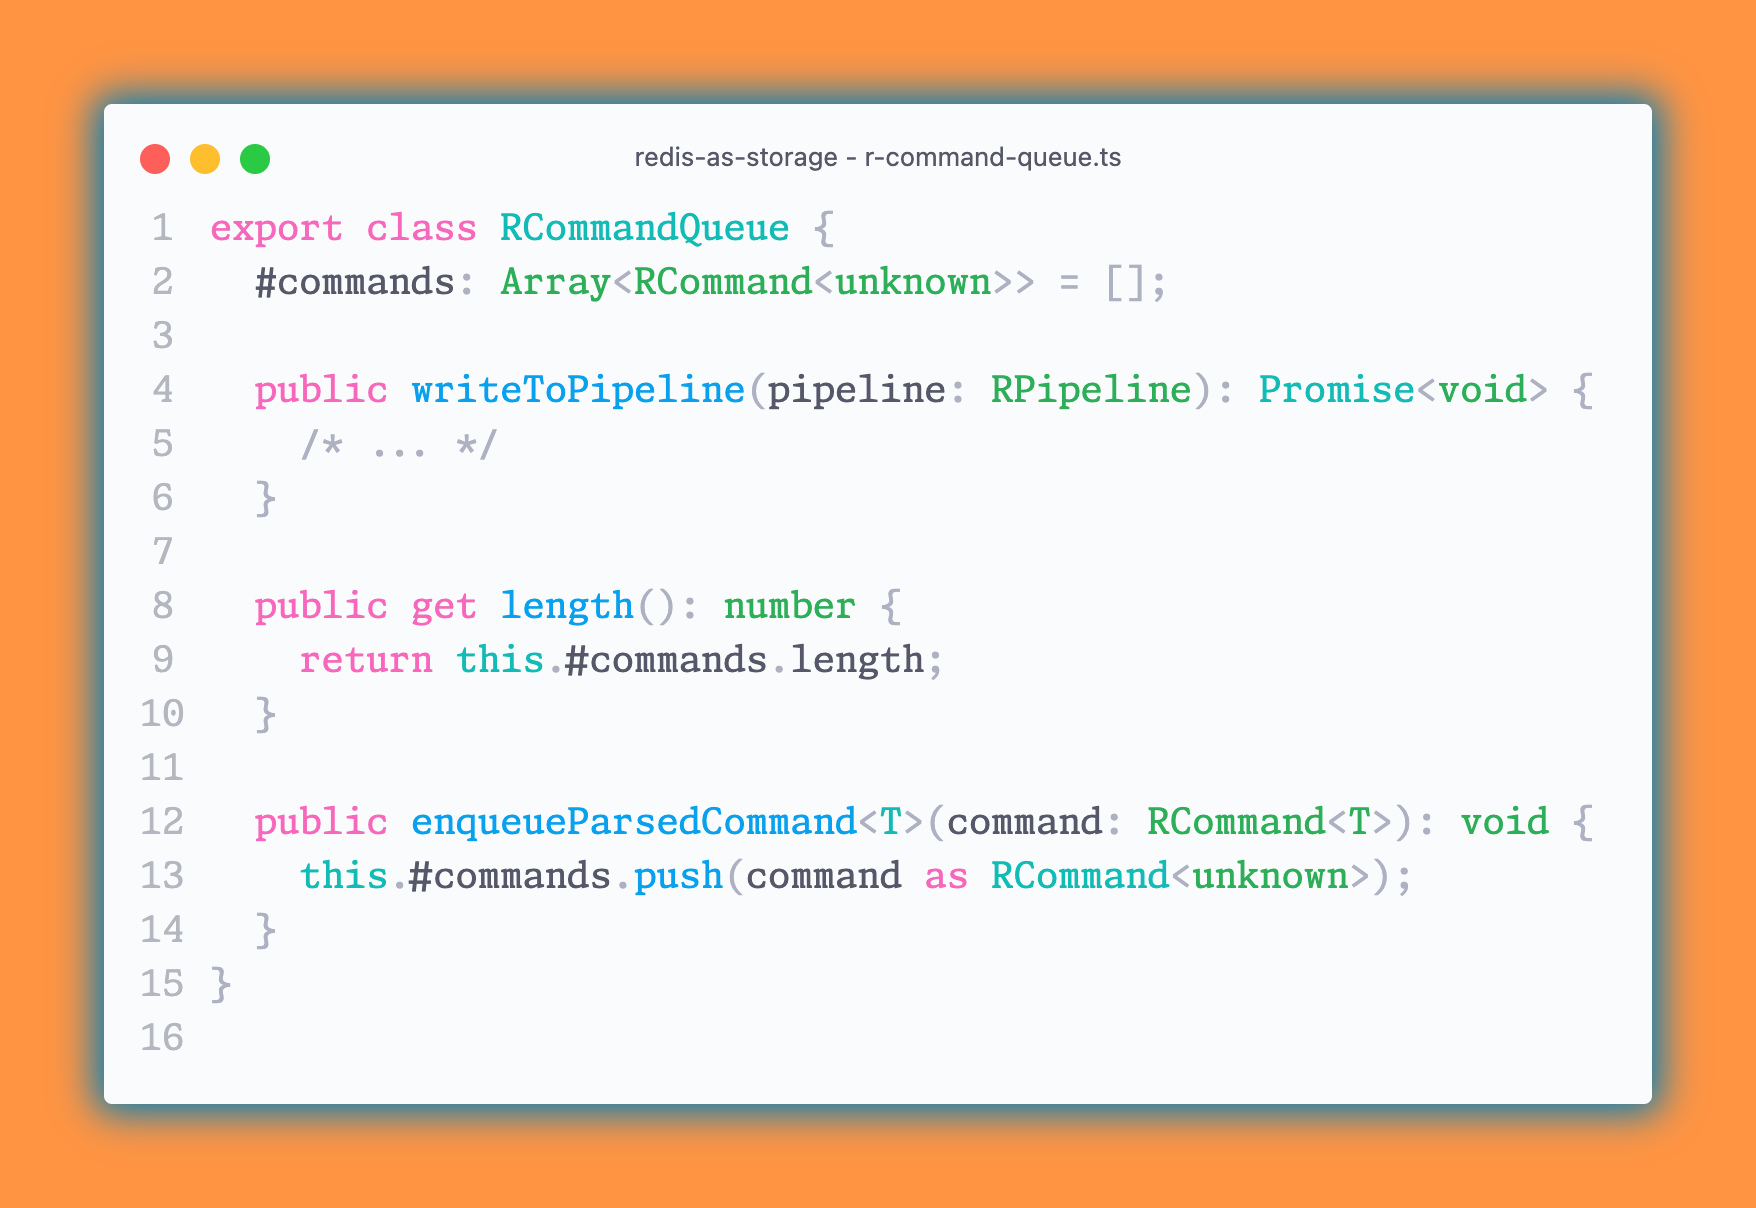 redis-as-storage - r-command-queue.ts
1 export class RCommandQueue {
2   #commands: Array<RCommand<unknown>> = [];
3
4   public writeToPipeline(pipeline: RPipeline): Promise<void> {
5     /* ... */
6   }
7
8   public get length(): number {
9     return this.#commands.length;
10   }
11
12   public enqueueParsedCommand<T>(command: RCommand<T>): void {
13     this.#commands.push(command as RCommand<unknown>);
14   }
15 }
16